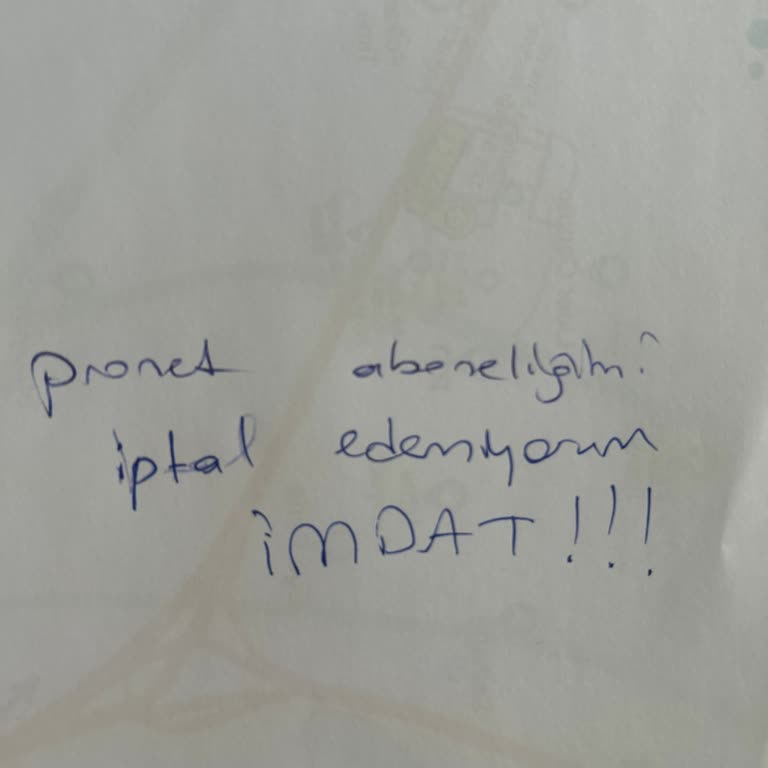 pronet aboneliğimi
iptal edemiyorum
İMDAT!!!